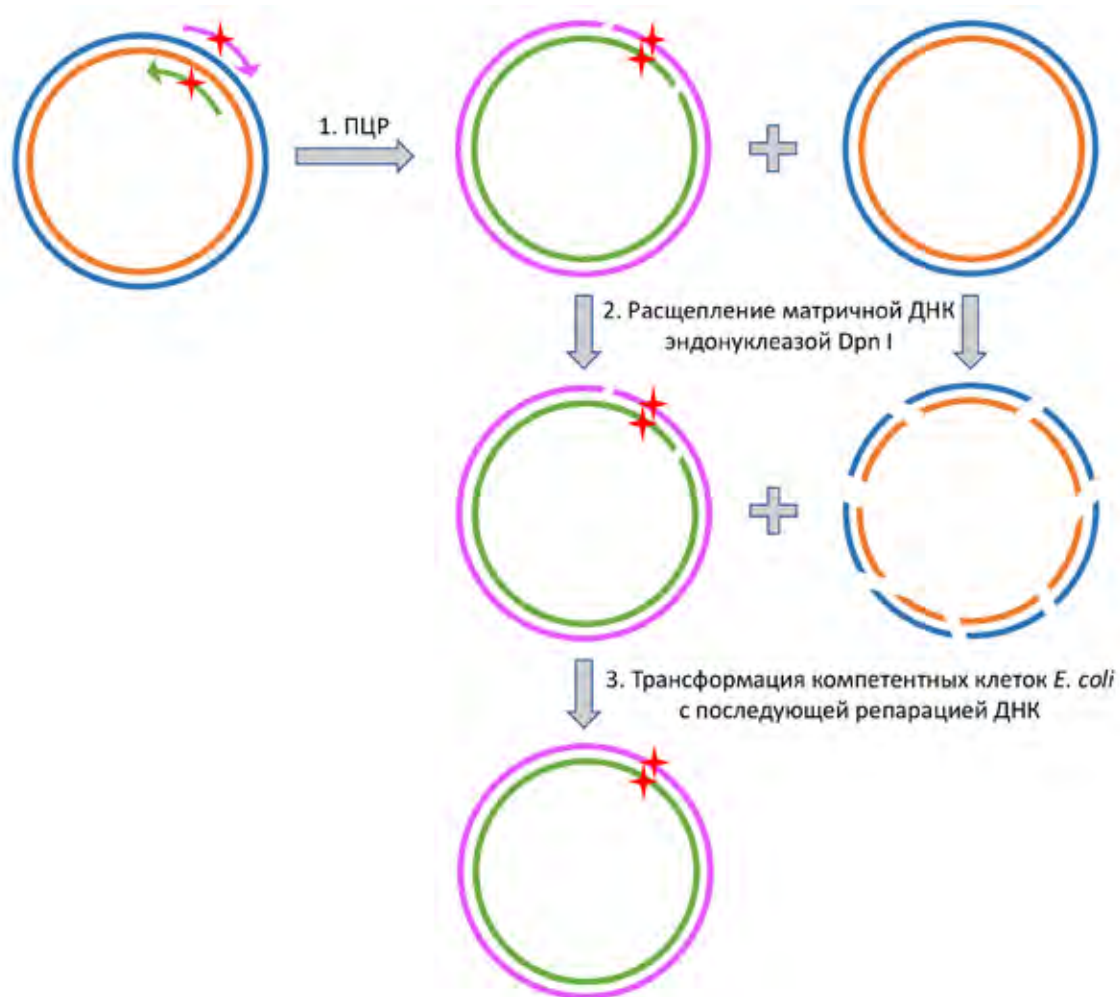 1. ПЦР
2. Расщепление матричной ДНК
эндонуклеазой Dpn I
3. Трансформация компетентных клеток E. coli
с последующей репарацией ДНК